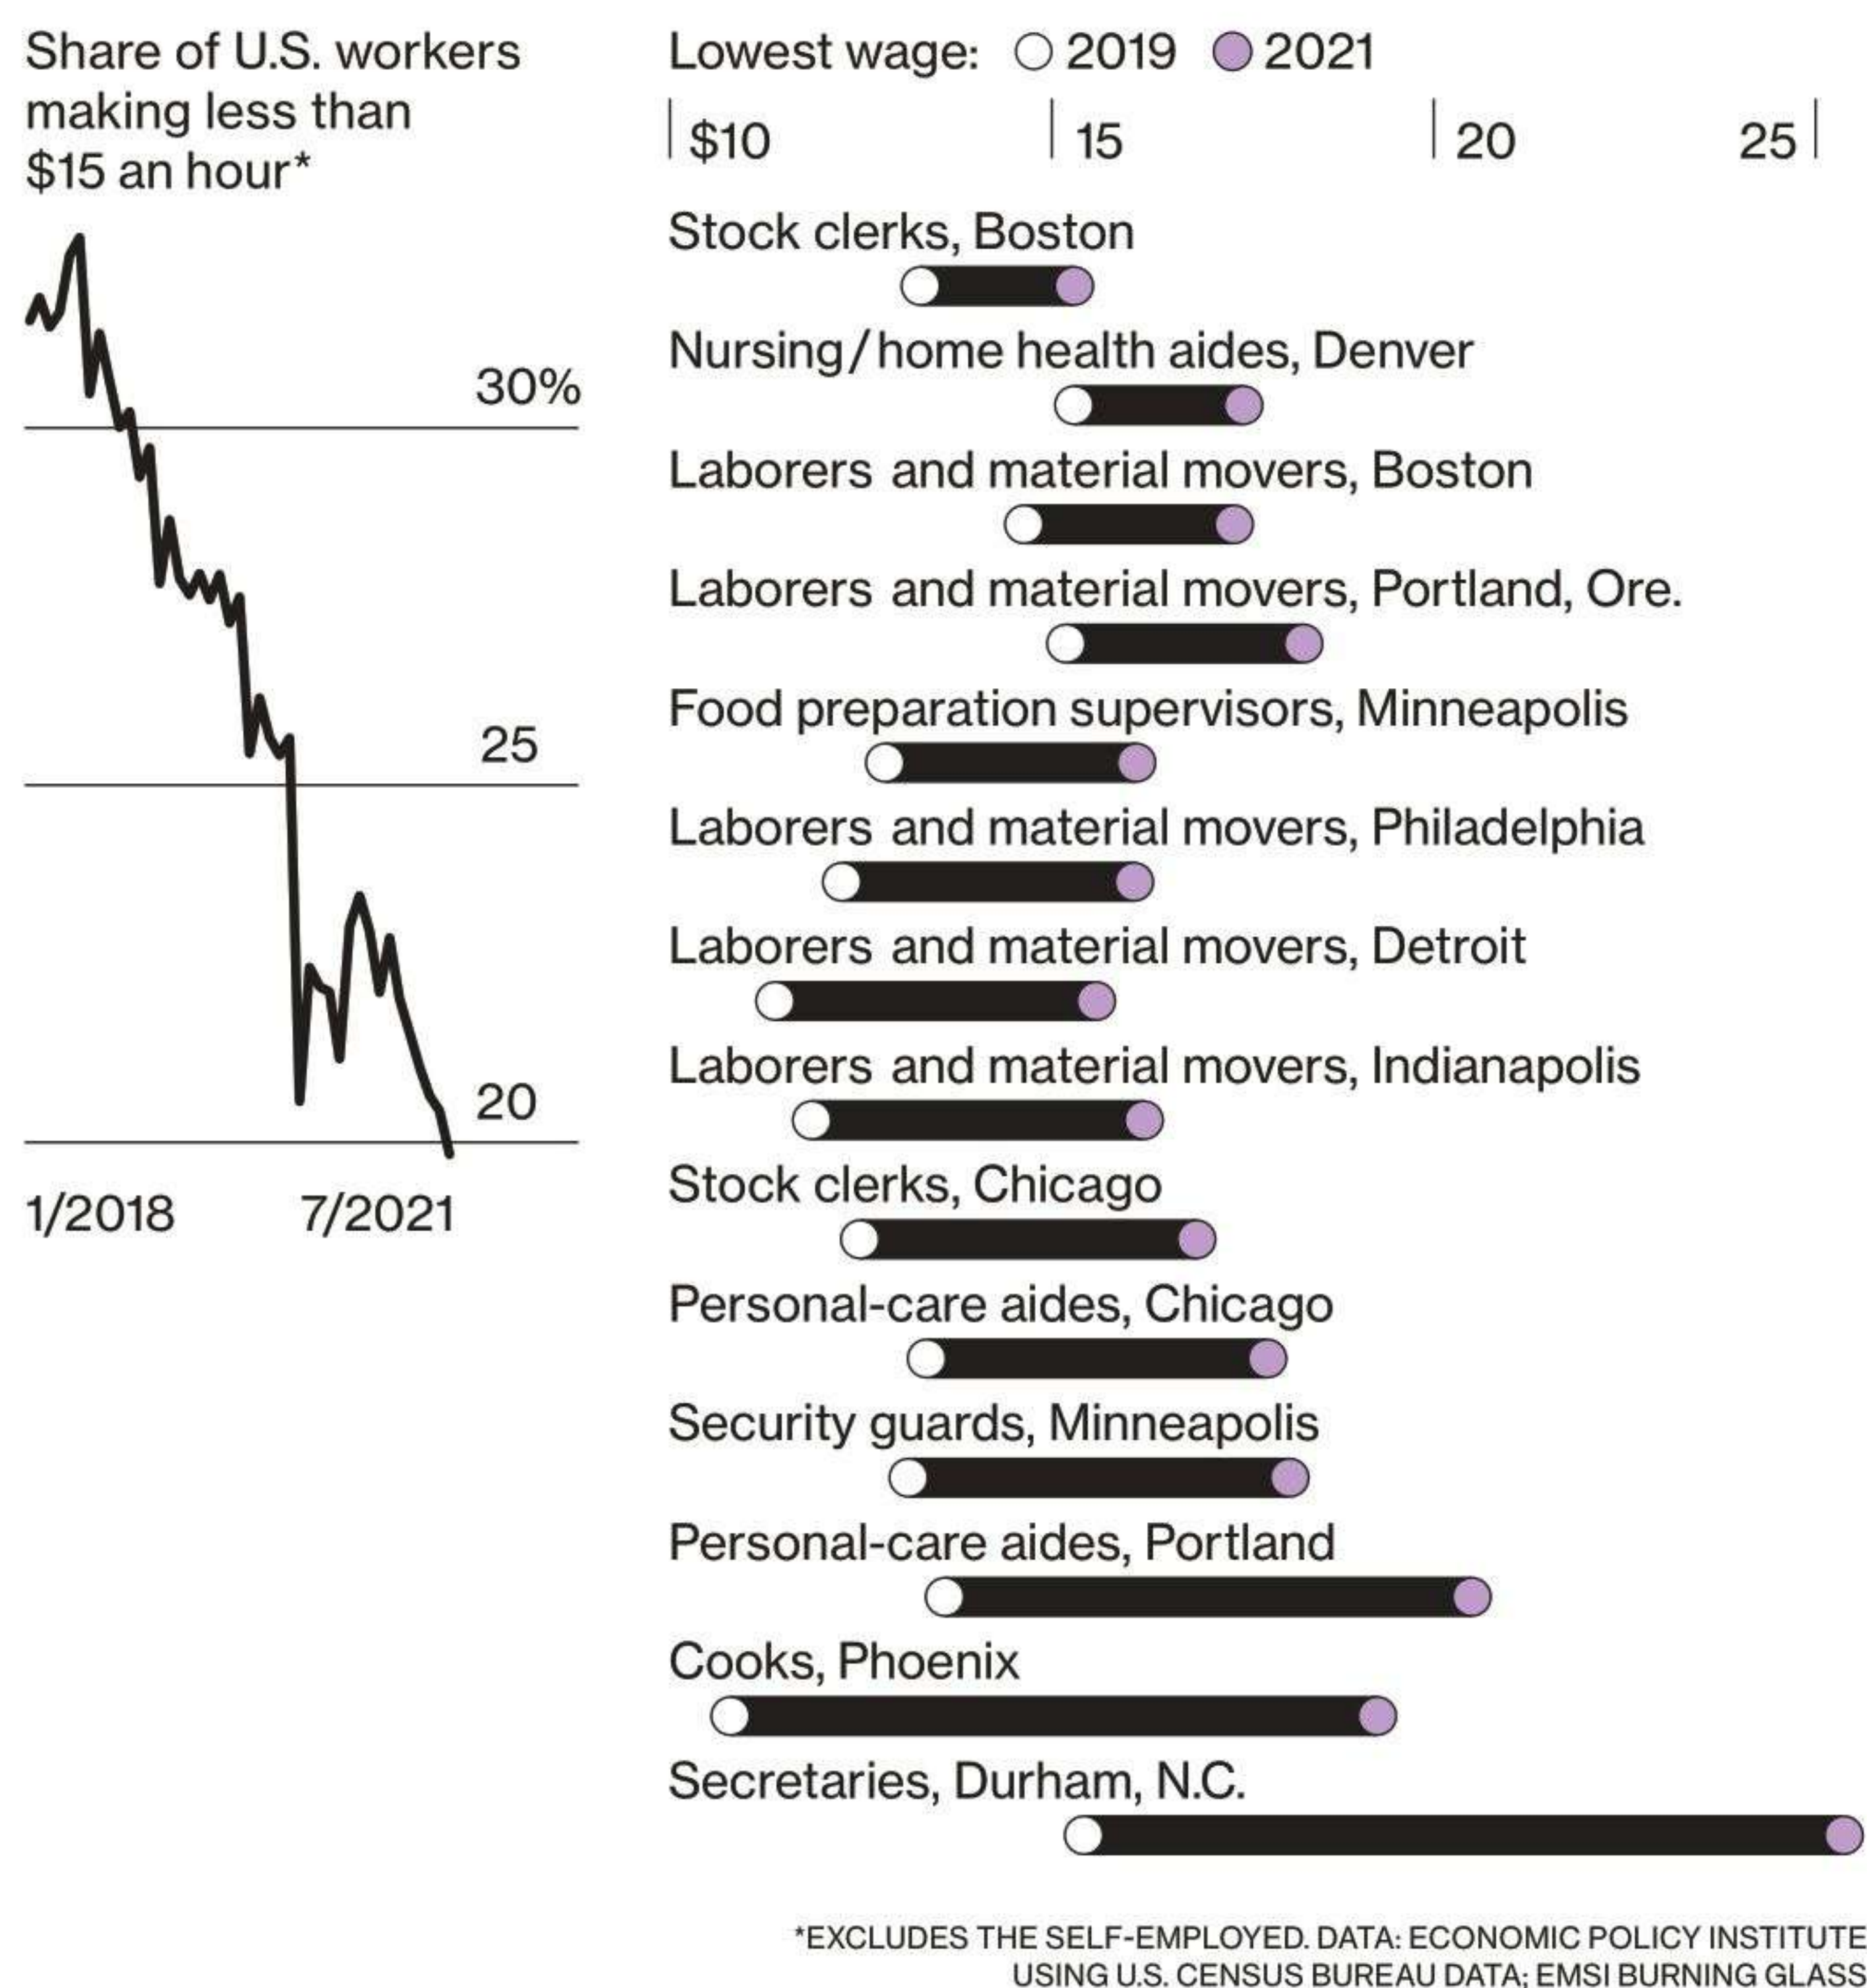 Share of U.S. workers
making less than
$15 an hour*
30%
25
20
1/2018 7/2021
Lowest wage: 2019 2021
$10 15 20 25
Stock clerks, Boston
Nursing/home health aides, Denver
Laborers and material movers, Boston
Laborers and material movers, Portland, Ore.
Food preparation supervisors, Minneapolis
Laborers and material movers, Philadelphia
Laborers and material movers, Detroit
Laborers and material movers, Indianapolis
Stock clerks, Chicago
Personal-care aides, Chicago
Security guards, Minneapolis
Personal-care aides, Portland
Cooks, Phoenix
Secretaries, Durham, N.C.
*EXCLUDES THE SELF-EMPLOYED. DATA: ECONOMIC POLICY INSTITUTE
USING U.S. CENSUS BUREAU DATA; EMSI BURNING GLASS